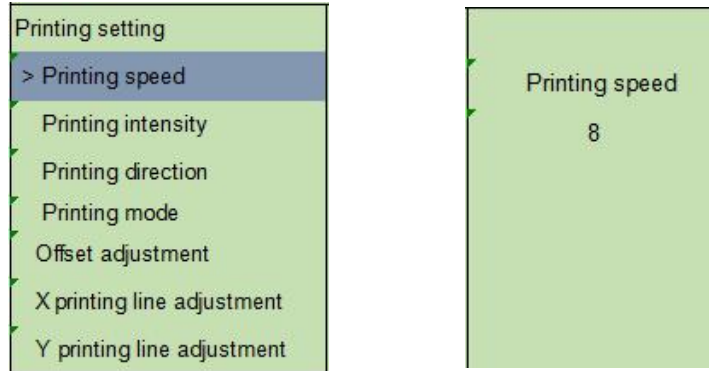 Printing setting
> Printing speed
Printing intensity
Printing direction
Printing mode
Offset adjustment
X printing line adjustment
Y printing line adjustment
Printing speed
8